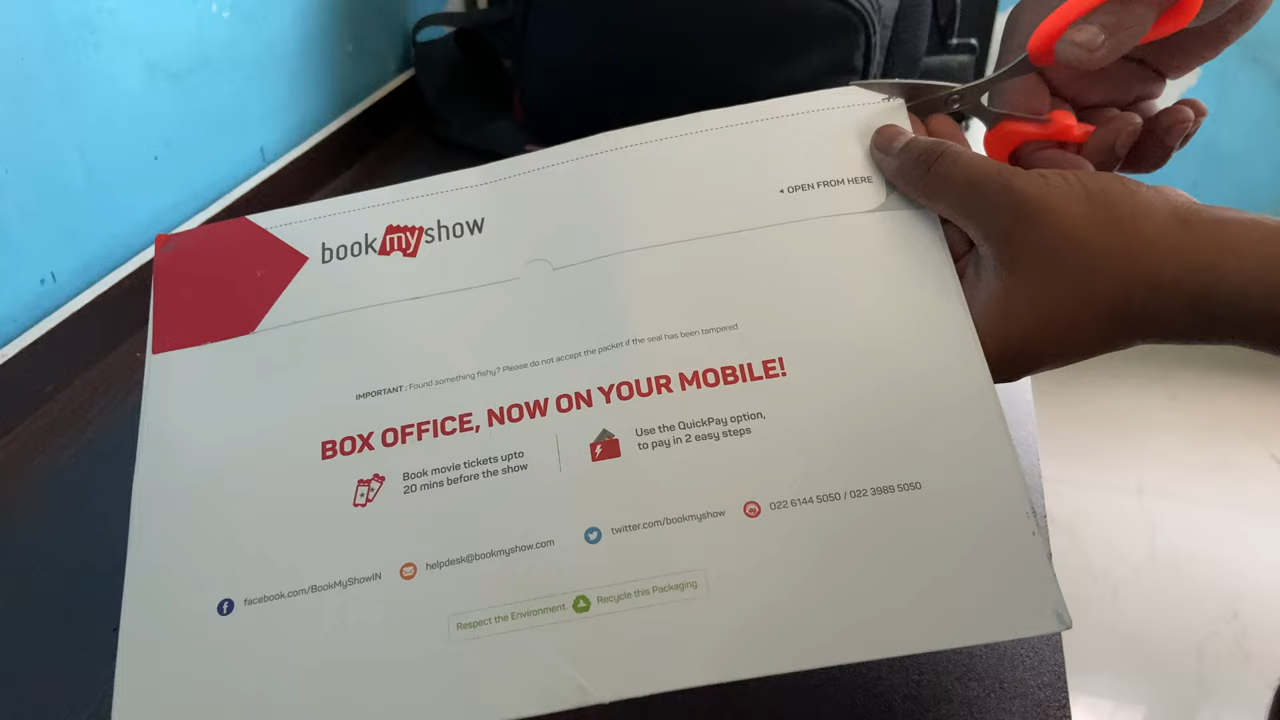 ◂ OPEN FROM HERE
bookmyshow
IMPORTANT : Found something fishy? Please do not accept the packet if the seal has been tampered
BOX OFFICE, NOW ON YOUR MOBILE!
Book movie tickets upto
20 mins before the show
Use the QuickPay option,
to pay in 2 easy steps
facebook.com/BookMyShowIN
helpdesk@bookmyshow.com
twitter.com/bookmyshow
022 6144 5050 / 022 3989 5050
Respect the Environment Recycle this Packaging